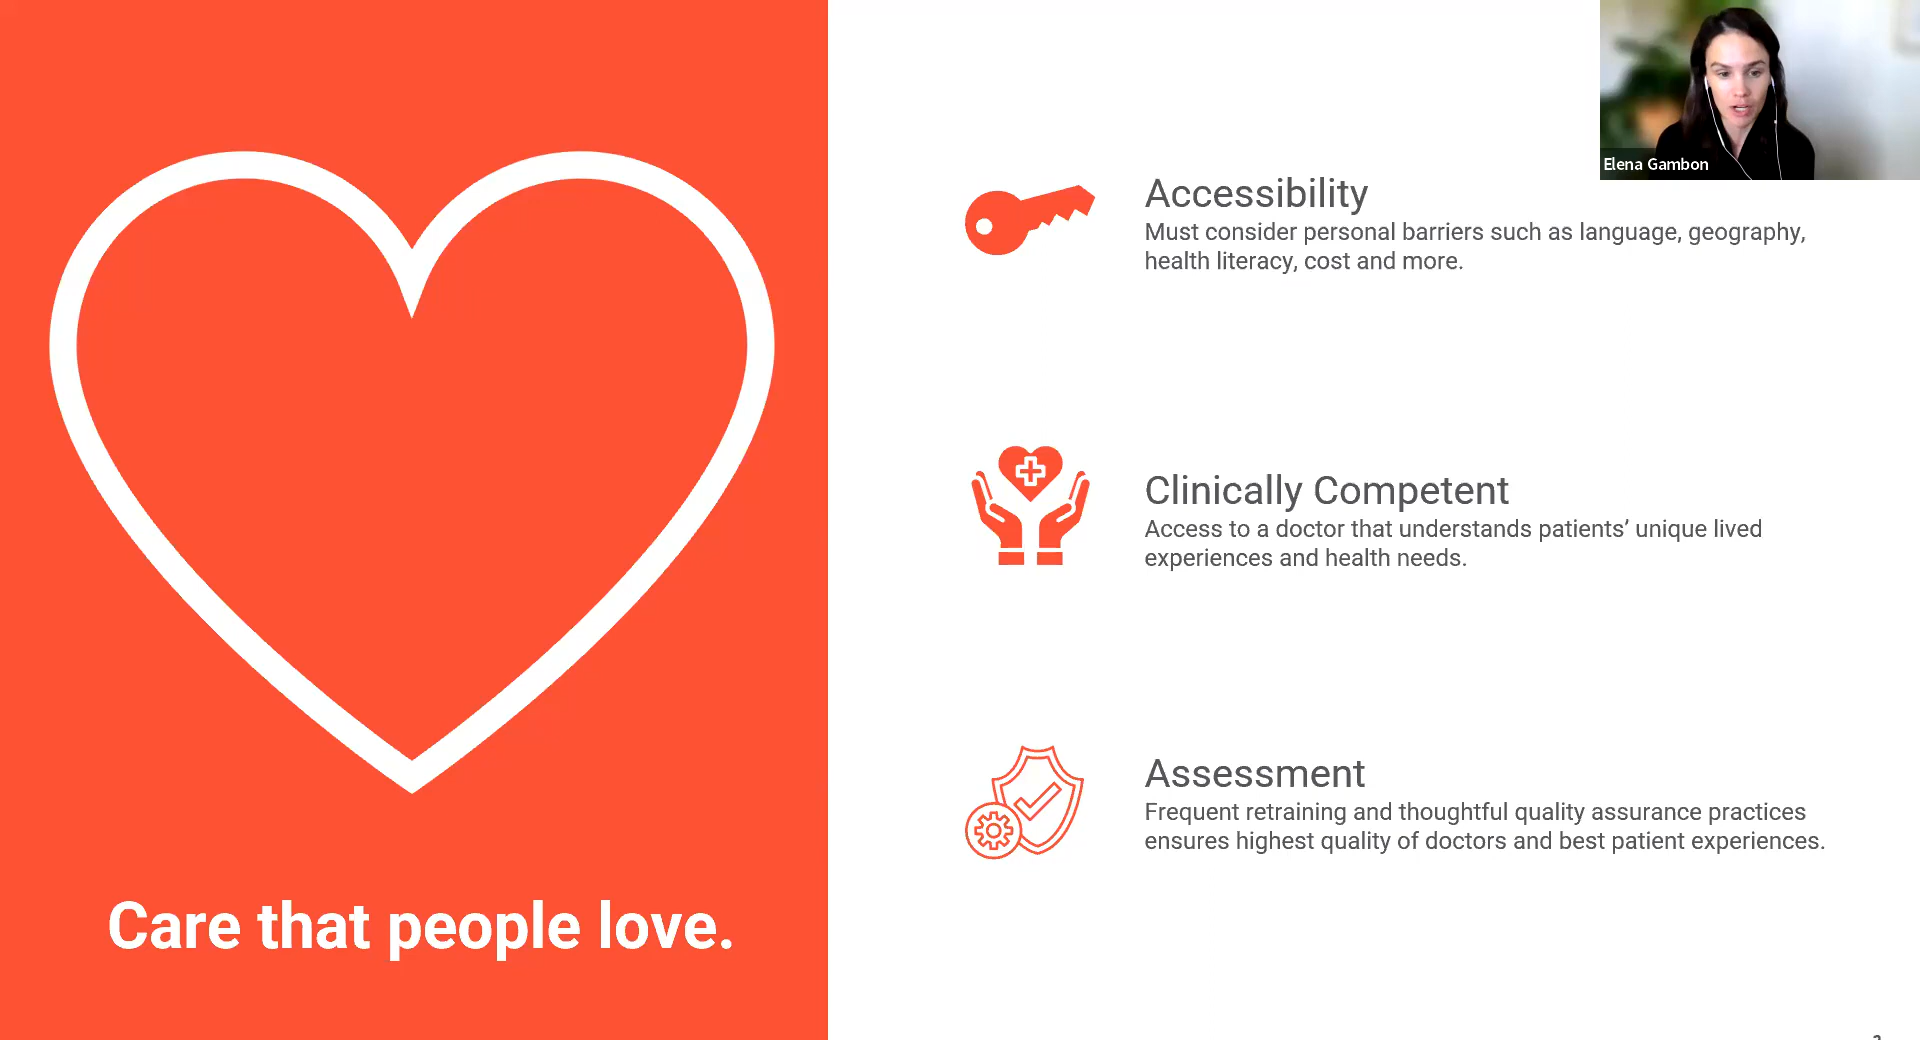 Elena Gambon
Accessibility
Must consider personal barriers such as language, geography,
health literacy, cost and more.
Clinically Competent
Access to a doctor that understands patients’ unique lived
experiences and health needs.
Assessment
Frequent retraining and thoughtful quality assurance practices
ensures highest quality of doctors and best patient experiences.
Care that people love.